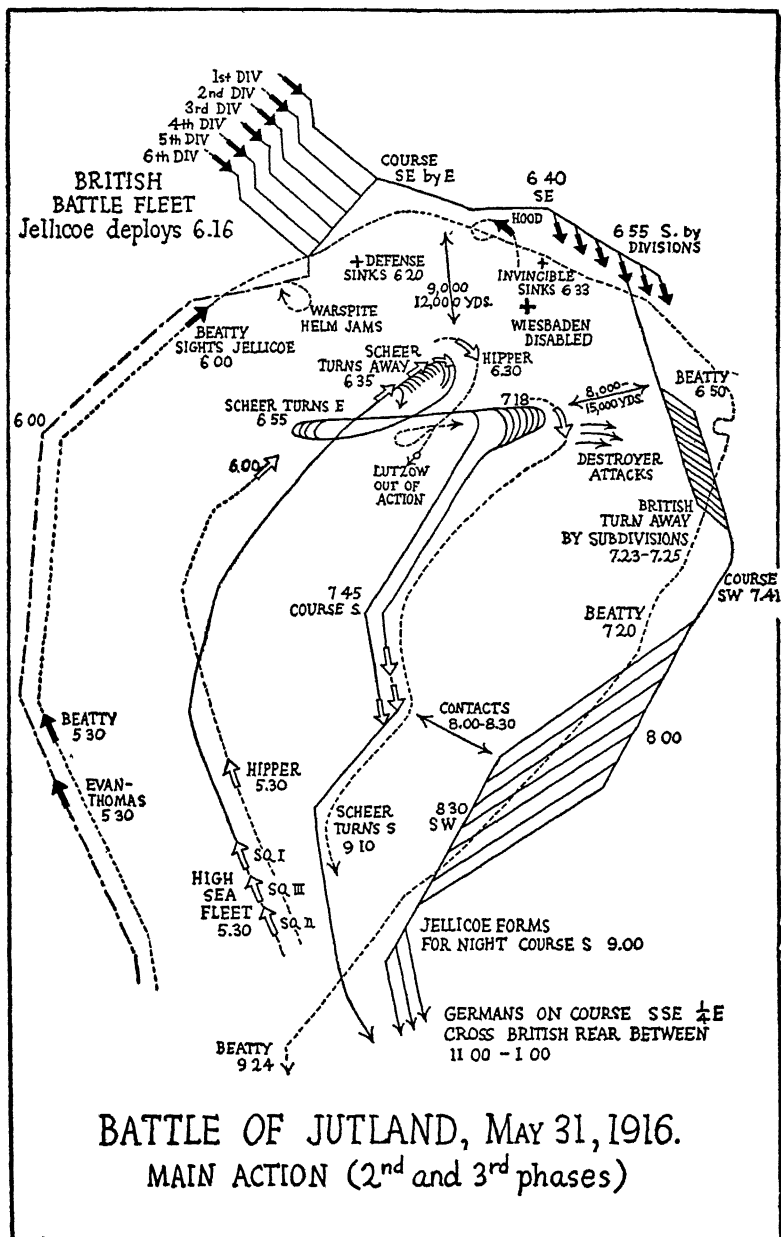 1st DIV
2nd DIV
3rd DIV
4th DIV
5th DIV
6th DIV
BRITISH
BATTLE FLEET
Jellicoe deploys 6.16
COURSE
SE by E
6 40
SE
HOOD
6 55 S. by
DIVISIONS
+ DEFENSE
SINKS 6 20
9,000
12,000 YDS.
INVINCIBLE
SINKS 6 33
WIESBADEN
DISABLED
WARSPITE
HELM JAMS
BEATTY
SIGHTS JELLICOE
6 00
SCHEER
TURNS AWAY
6 35
HIPPER
6.30
SCHEER TURNS E
6 55
7 18
8,000-
15,000 YDS.
BEATTY
6 50
6 00
6.00
LUTZOW
OUT OF
ACTION
DESTROYER
ATTACKS
BRITISH
TURN AWAY
BY SUBDIVISIONS
7.23-7.25
COURSE
SW 7.41
7 45
COURSE S.
BEATTY
7 20
BEATTY
5 30
EVAN-
THOMAS
5 30
HIPPER
5.30
CONTACTS
8.00-8.30
8 00
8 30
SW
SCHEER
TURNS S
9 10
SQ I
SQ III
SQ II
HIGH
SEA
FLEET
5.30
JELLICOE FORMS
FOR NIGHT COURSE S 9.00
GERMANS ON COURSE SSE ¼E
CROSS BRITISH REAR BETWEEN
11 00 - 1 00
BEATTY
9 24
BATTLE OF JUTLAND, MAY 31, 1916.
MAIN ACTION (2nd and 3rd phases)